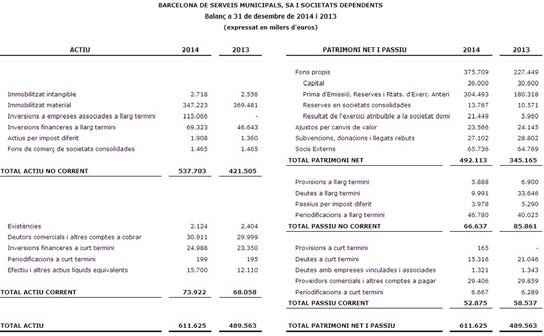 BARCELONA DE SERVEIS MUNICIPALS, SA I SOCIETATS DEPENDENTS
Balanç a 31 de desembre de 2014 i 2013
(expressat en milers d'euros)
ACTIU 2014 2013
Immobilitzat intangible 2.718 2.556
Immobilitzat material 347.223 369.481
Inversions a empreses associades a llarg termini 115.066 -
Inversions financeres a llarg termini 69.323 46.643
Actius per impost diferit 1.908 1.360
Fons de comerç de societats consolidades 1.465 1.465
TOTAL ACTIU NO CORRENT 537.703 421.505
Existències 2.124 2.404
Deutors comercials i altres comptes a cobrar 30.911 29.999
Inversions financeres a curt termini 24.988 23.350
Periodificacions a curt termini 199 195
Efectiu i altres actius líquids equivalents 15.700 12.110
TOTAL ACTIU CORRENT 73.922 68.058
TOTAL ACTIU 611.625 489.563
PATRIMONI NET I PASSIU 2014 2013
Fons propis 375.709 227.449
Capital 36.000 30.600
Prima d'Emissió, Reserves i Rtats. d'Exerc. Anteri 304.493 180.318
Reserves en societats consolidades 13.767 10.571
Resultat de l'exercici atribuïble a la societat domi 21.449 5.960
Ajustos per canvis de valor 23.566 24.145
Subvencions, donacions i llegats rebuts 27.101 28.802
Socis Externs 65.736 64.769
TOTAL PATRIMONI NET 492.113 345.165
Provisions a llarg termini 5.888 6.900
Deutes a llarg termini 9.991 33.646
Passius per impost diferit 3.978 5.290
Periodificacions a llarg termini 46.780 40.025
TOTAL PASSIU NO CORRENT 66.637 85.861
Provisions a curt termini 165 -
Deutes a curt termini 15.316 21.046
Deutes amb empreses vinculades i associades 1.321 1.343
Proveïdors comercials i altres comptes a pagar 29.406 29.859
Periodificacions a curt termini 6.667 6.289
TOTAL PASSIU CORRENT 52.875 58.537
TOTAL PATRIMONI NET I PASSIU 611.625 489.563